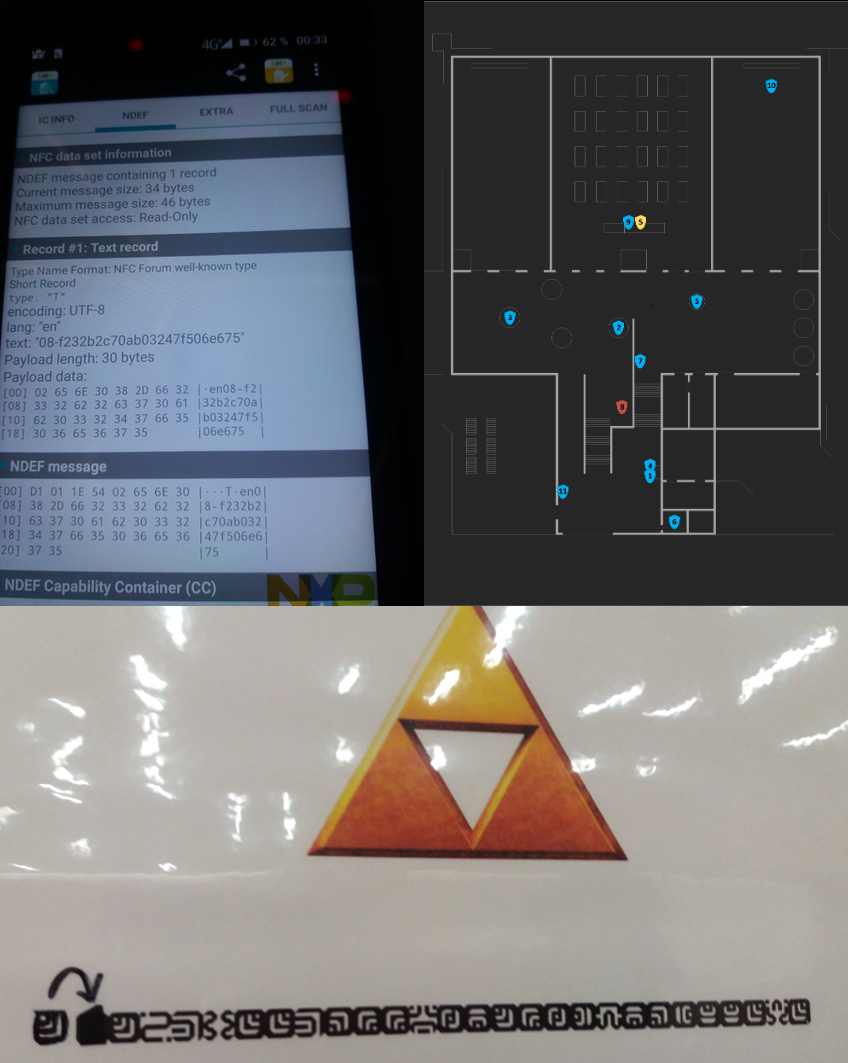 4G 62 % 00:33
IC INFO NDEF EXTRA FULL SCAN
NFC data set information
NDEF message containing 1 record
Current message size: 34 bytes
Maximum message size: 46 bytes
NFC data set access: Read-Only
Record #1: Text record
Type Name Format: NFC Forum well-known type
Short Record
type: "T"
encoding: UTF-8
lang: "en"
text: "08-f232b2c70ab03247f506e675"
Payload length: 30 bytes
Payload data:
[00] 02 65 6E 30 38 2D 66 32 |·en08-f2|
[08] 33 32 62 32 63 37 30 61 |32b2c70a|
[10] 62 30 33 32 34 37 66 35 |b03247f5|
[18] 30 36 65 36 37 35 |06e675 |
NDEF message
[00] D1 01 1E 54 02 65 6E 30 |···T·en0|
[08] 38 2D 66 32 33 32 62 32 |8-f232b2|
[10] 63 37 30 61 62 30 33 32 |c70ab032|
[18] 34 37 66 35 30 36 65 36 |47f506e6|
[20] 37 35 |75 |
NDEF Capability Container (CC)
NXP
10
9 S
3 2 5
7
8
4
1
11
6